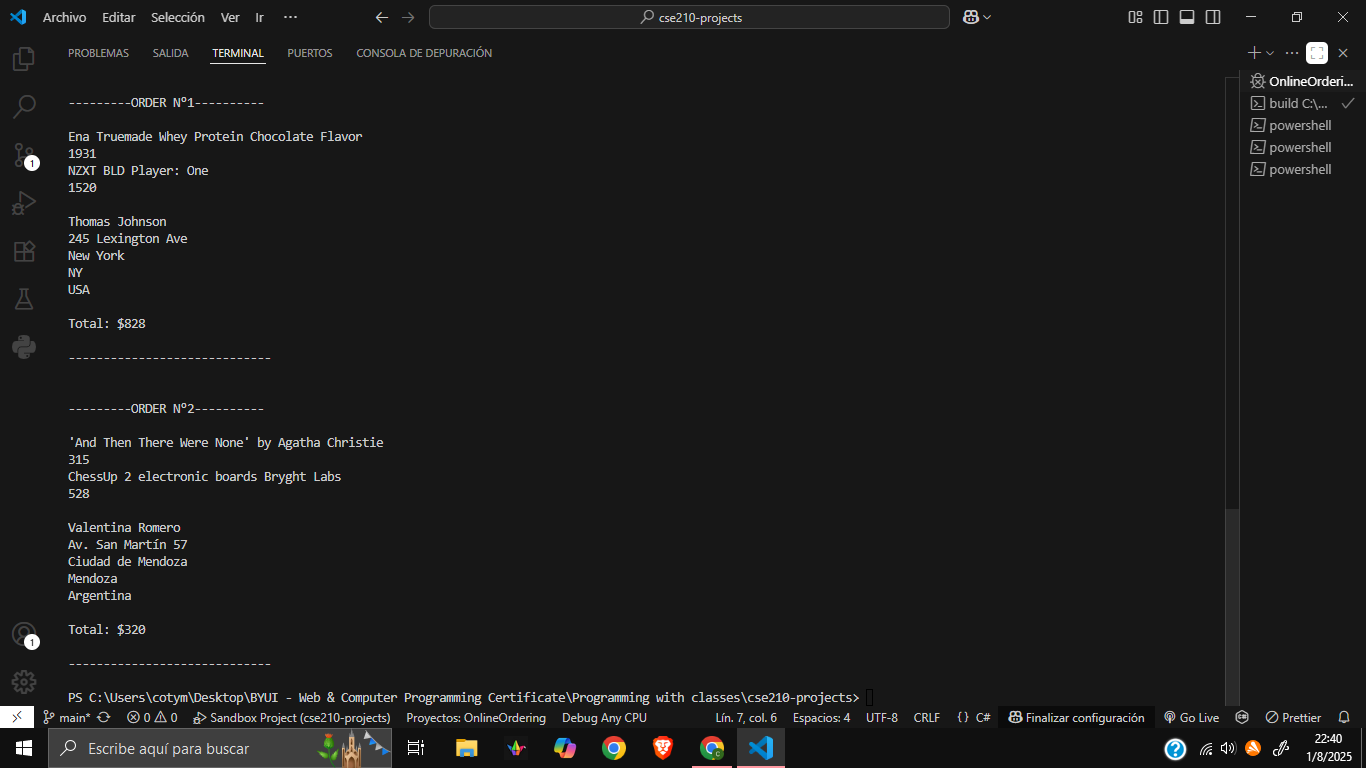 Archivo Editar Selección Ver Ir ···
cse210-projects
PROBLEMAS SALIDA TERMINAL PUERTOS CONSOLA DE DEPURACIÓN
---------ORDER Nº1----------
Ena Truemade Whey Protein Chocolate Flavor
1931
NZXT BLD Player: One
1520
Thomas Johnson
245 Lexington Ave
New York
NY
USA
Total: $828
-----------------------------
---------ORDER Nº2----------
'And Then There Were None' by Agatha Christie
315
ChessUp 2 electronic boards Bryght Labs
528
Valentina Romero
Av. San Martín 57
Ciudad de Mendoza
Mendoza
Argentina
Total: $320
-----------------------------
PS C:\Users\cotym\Desktop\BYUI - Web & Computer Programming Certificate\Programming with classes\cse210-projects>
OnlineOrderi...
build C:\...
powershell
powershell
powershell
1
1
main* 0 0 Sandbox Project (cse210-projects) Proyectos: OnlineOrdering Debug Any CPU Lín. 7, col. 6 Espacios: 4 UTF-8 CRLF {} C# Finalizar configuración Go Live Prettier
Escribe aquí para buscar
22:40
1/8/2025